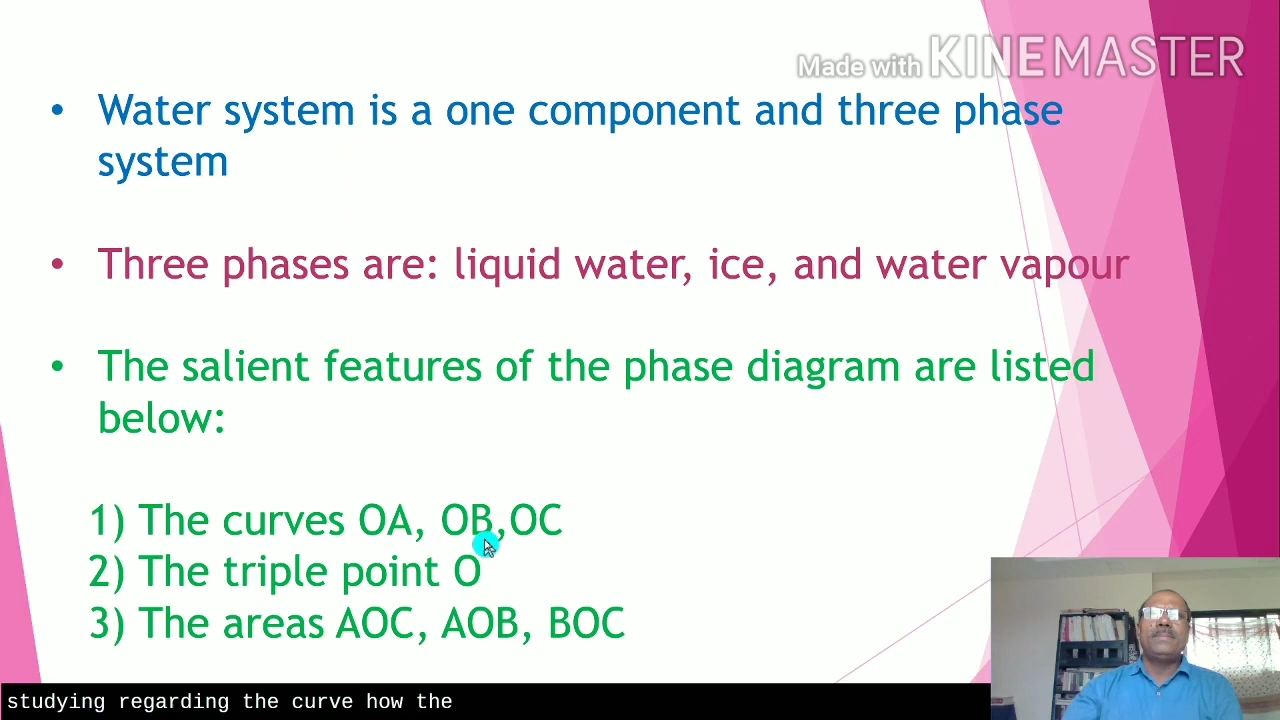 Made with KINEMASTER
• Water system is a one component and three phase
system
• Three phases are: liquid water, ice, and water vapour
• The salient features of the phase diagram are listed
below:
1) The curves OA, OB,OC
2) The triple point O
3) The areas AOC, AOB, BOC
studying regarding the curve how the